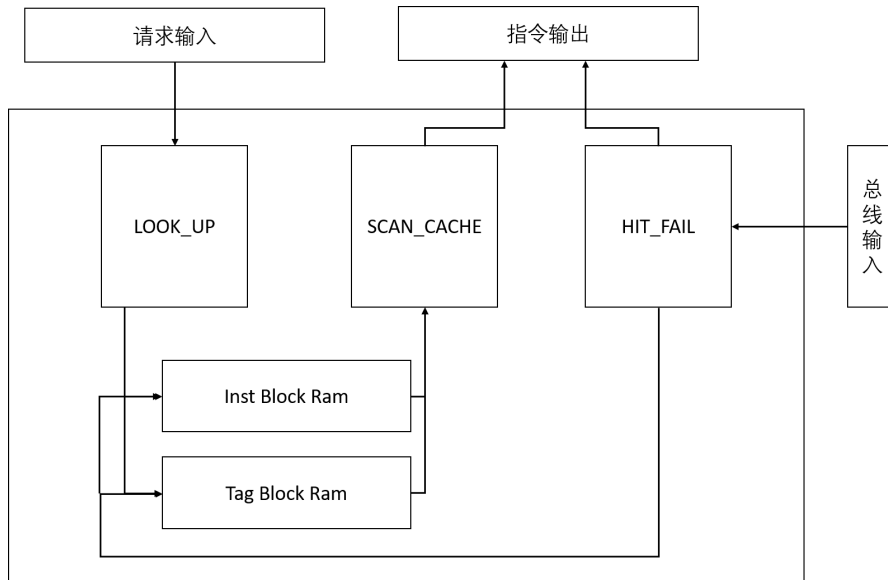 请求输入
指令输出
LOOK_UP
SCAN_CACHE
HIT_FAIL
总
线
输
入
Inst Block Ram
Tag Block Ram